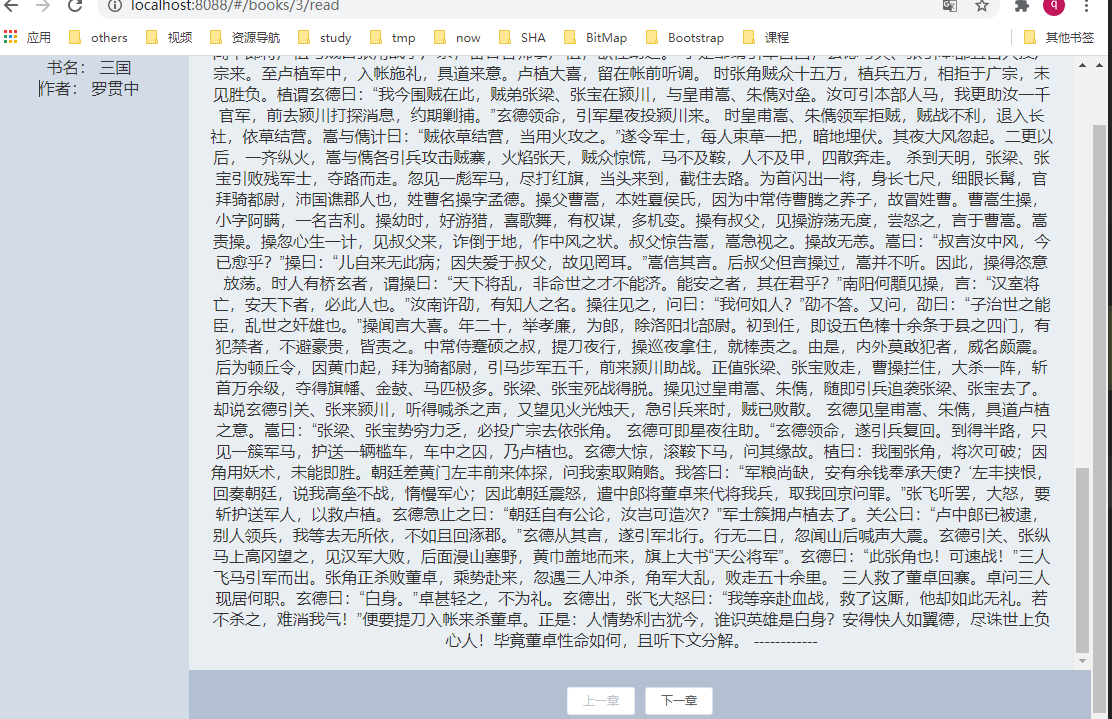 localhost:8088/#/books/3/read
q
应用 others 视频 资源导航 study tmp now SHA BitMap Bootstrap 课程 其他书签
书名： 三国
作者： 罗贯中
宗来。至卢植军中，入帐施礼，具道来意。卢植大喜，留在帐前听调。 时张角贼众十五万，植兵五万，相拒于广宗，未
见胜负。植谓玄德曰：“我今围贼在此，贼弟张梁、张宝在颍川，与皇甫嵩、朱儁对垒。汝可引本部人马，我更助汝一千
官军，前去颍川打探消息，约期剿捕。”玄德领命，引军星夜投颍川来。 时皇甫嵩、朱儁领军拒贼，贼战不利，退入长
社，依草结营。嵩与儁计曰：“贼依草结营，当用火攻之。”遂令军士，每人束草一把，暗地埋伏。其夜大风忽起。二更以
后，一齐纵火，嵩与儁各引兵攻击贼寨，火焰张天，贼众惊慌，马不及鞍，人不及甲，四散奔走。 杀到天明，张梁、张
宝引败残军士，夺路而走。忽见一彪军马，尽打红旗，当头来到，截住去路。为首闪出一将，身长七尺，细眼长髯，官
拜骑都尉，沛国谯郡人也，姓曹名操字孟德。操父曹嵩，本姓夏侯氏，因为中常侍曹腾之养子，故冒姓曹。曹嵩生操，
小字阿瞒，一名吉利。操幼时，好游猎，喜歌舞，有权谋，多机变。操有叔父，见操游荡无度，尝怒之，言于曹嵩。嵩
责操。操忽心生一计，见叔父来，诈倒于地，作中风之状。叔父惊告嵩，嵩急视之。操故无恙。嵩曰：“叔言汝中风，今
已愈乎？”操曰：“儿自来无此病；因失爱于叔父，故见罔耳。”嵩信其言。后叔父但言操过，嵩并不听。因此，操得恣意
放荡。时人有桥玄者，谓操曰：“天下将乱，非命世之才不能济。能安之者，其在君乎？”南阳何顒见操，言：“汉室将
亡，安天下者，必此人也。”汝南许劭，有知人之名。操往见之，问曰：“我何如人？”劭不答。又问，劭曰：“子治世之能
臣，乱世之奸雄也。”操闻言大喜。年二十，举孝廉，为郎，除洛阳北部尉。初到任，即设五色棒十余条于县之四门，有
犯禁者，不避豪贵，皆责之。中常侍蹇硕之叔，提刀夜行，操巡夜拿住，就棒责之。由是，内外莫敢犯者，威名颇震。
后为顿丘令，因黄巾起，拜为骑都尉，引马步军五千，前来颍川助战。正值张梁、张宝败走，曹操拦住，大杀一阵，斩
首万余级，夺得旗幡、金鼓、马匹极多。张梁、张宝死战得脱。操见过皇甫嵩、朱儁，随即引兵追袭张梁、张宝去了。
却说玄德引关、张来颍川，听得喊杀之声，又望见火光烛天，急引兵来时，贼已败散。 玄德见皇甫嵩、朱儁，具道卢植
之意。嵩曰：“张梁、张宝势穷力乏，必投广宗去依张角。 玄德可即星夜往助。“玄德领命，遂引兵复回。到得半路，只
见一簇军马，护送一辆槛车，车中之囚，乃卢植也。玄德大惊，滚鞍下马，问其缘故。植曰：我围张角，将次可破；因
角用妖术，未能即胜。朝廷差黄门左丰前来体探，问我索取贿赂。我答曰：“军粮尚缺，安有余钱奉承天使？‘左丰挟恨，
回奏朝廷，说我高垒不战，惰慢军心；因此朝廷震怒，遣中郎将董卓来代将我兵，取我回京问罪。”张飞听罢，大怒，要
斩护送军人，以救卢植。玄德急止之曰：“朝廷自有公论，汝岂可造次？”军士簇拥卢植去了。关公曰：“卢中郎已被逮，
别人领兵，我等去无所依，不如且回涿郡。”玄德从其言，遂引军北行。行无二日，忽闻山后喊声大震。玄德引关、张纵
马上高冈望之，见汉军大败，后面漫山塞野，黄巾盖地而来，旗上大书“天公将军”。玄德曰：“此张角也！可速战！”三人
飞马引军而出。张角正杀败董卓，乘势赴来，忽遇三人冲杀，角军大乱，败走五十余里。 三人救了董卓回寨。卓问三人
现居何职。玄德曰：“白身。”卓甚轻之，不为礼。玄德出，张飞大怒曰：“我等亲赴血战，救了这厮，他却如此无礼。若
不杀之，难消我气！”便要提刀入帐来杀董卓。正是：人情势利古犹今，谁识英雄是白身？安得快人如翼德，尽诛世上负
心人！毕竟董卓性命如何，且听下文分解。 ------------
上一章 下一章